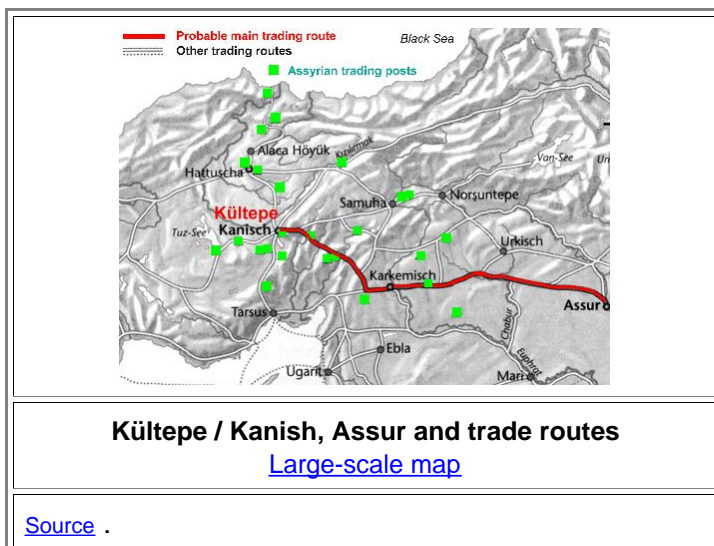 Probable main trading route
Other trading routes
Black Sea
Assyrian trading posts
Alaca Höyük
Kızılırmak
Van-See
Hattuscha
Samuha
Norşuntepe
Kültepe
Kanisch
Tuz-See
Urkisch
Karkemisch
Assur
Tarsus
Chabur
Ebla
Euphrat
Ugarit
Mari
Kültepe / Kanish, Assur and trade routes
Large-scale map
Source .